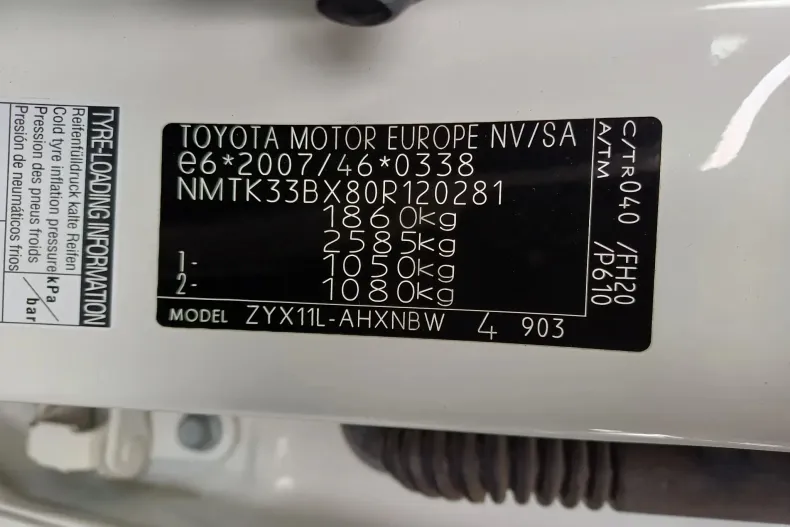 TYRE-LOADING INFORMATION
Reifenfülldruck kalte Reifen
Cold tyre inflation pressure
Pression des pneus froids
Presión de neumáticos frios
kPa/
bar
TOYOTA MOTOR EUROPE NV/SA
e6*2007/46*0338
NMTK33BX80R120281
1860kg
2585kg
1- 1050kg
2- 1080kg
MODEL ZYX11L-AHXNBW 4 903
C/TR040 /FH20
A/TM /P610